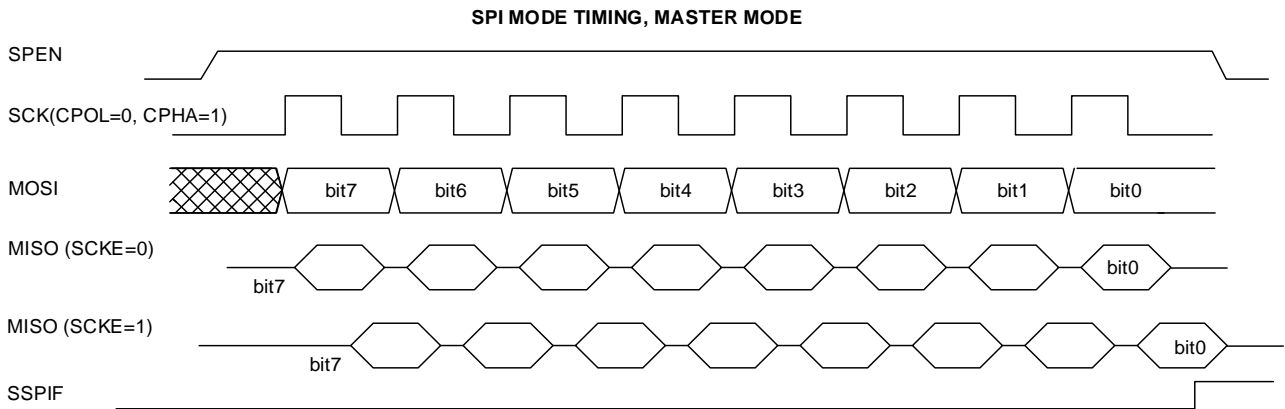 SPI MODE TIMING, MASTER MODE
SPEN
SCK(CPOL=0, CPHA=1)
MOSI bit7 bit6 bit5 bit4 bit3 bit2 bit1 bit0
MISO (SCKE=0)
bit7 bit0
MISO (SCKE=1)
bit7 bit0
SSPIF